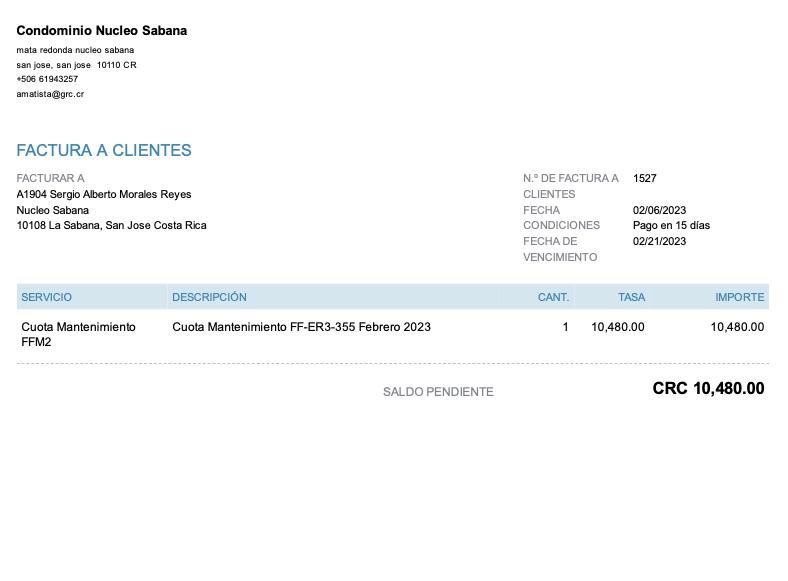 Condominio Nucleo Sabana
mata redonda nucleo sabana
san jose, san jose 10110 CR
+506 61943257
amatista@grc.cr
FACTURA A CLIENTES
FACTURAR A
A1904 Sergio Alberto Morales Reyes
Nucleo Sabana
10108 La Sabana, San Jose Costa Rica
N.º DE FACTURA A 1527
CLIENTES
FECHA 02/06/2023
CONDICIONES Pago en 15 días
FECHA DE 02/21/2023
VENCIMIENTO
SERVICIO DESCRIPCIÓN CANT. TASA IMPORTE
Cuota Mantenimiento Cuota Mantenimiento FF-ER3-355 Febrero 2023 1 10,480.00 10,480.00
FFM2
SALDO PENDIENTE CRC 10,480.00